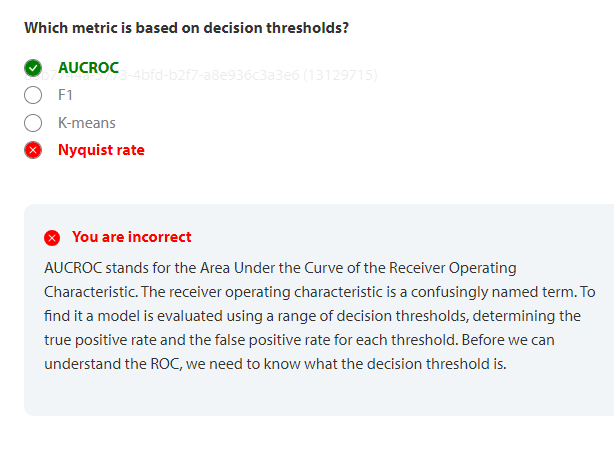 Which metric is based on decision thresholds?
AUCROC
-4bfd-b2f7-a8e936c3a3e6 (13129715)
F1
K-means
Nyquist rate
You are incorrect
AUCROC stands for the Area Under the Curve of the Receiver Operating
Characteristic. The receiver operating characteristic is a confusingly named term. To
find it a model is evaluated using a range of decision thresholds, determining the
true positive rate and the false positive rate for each threshold. Before we can
understand the ROC, we need to know what the decision threshold is.